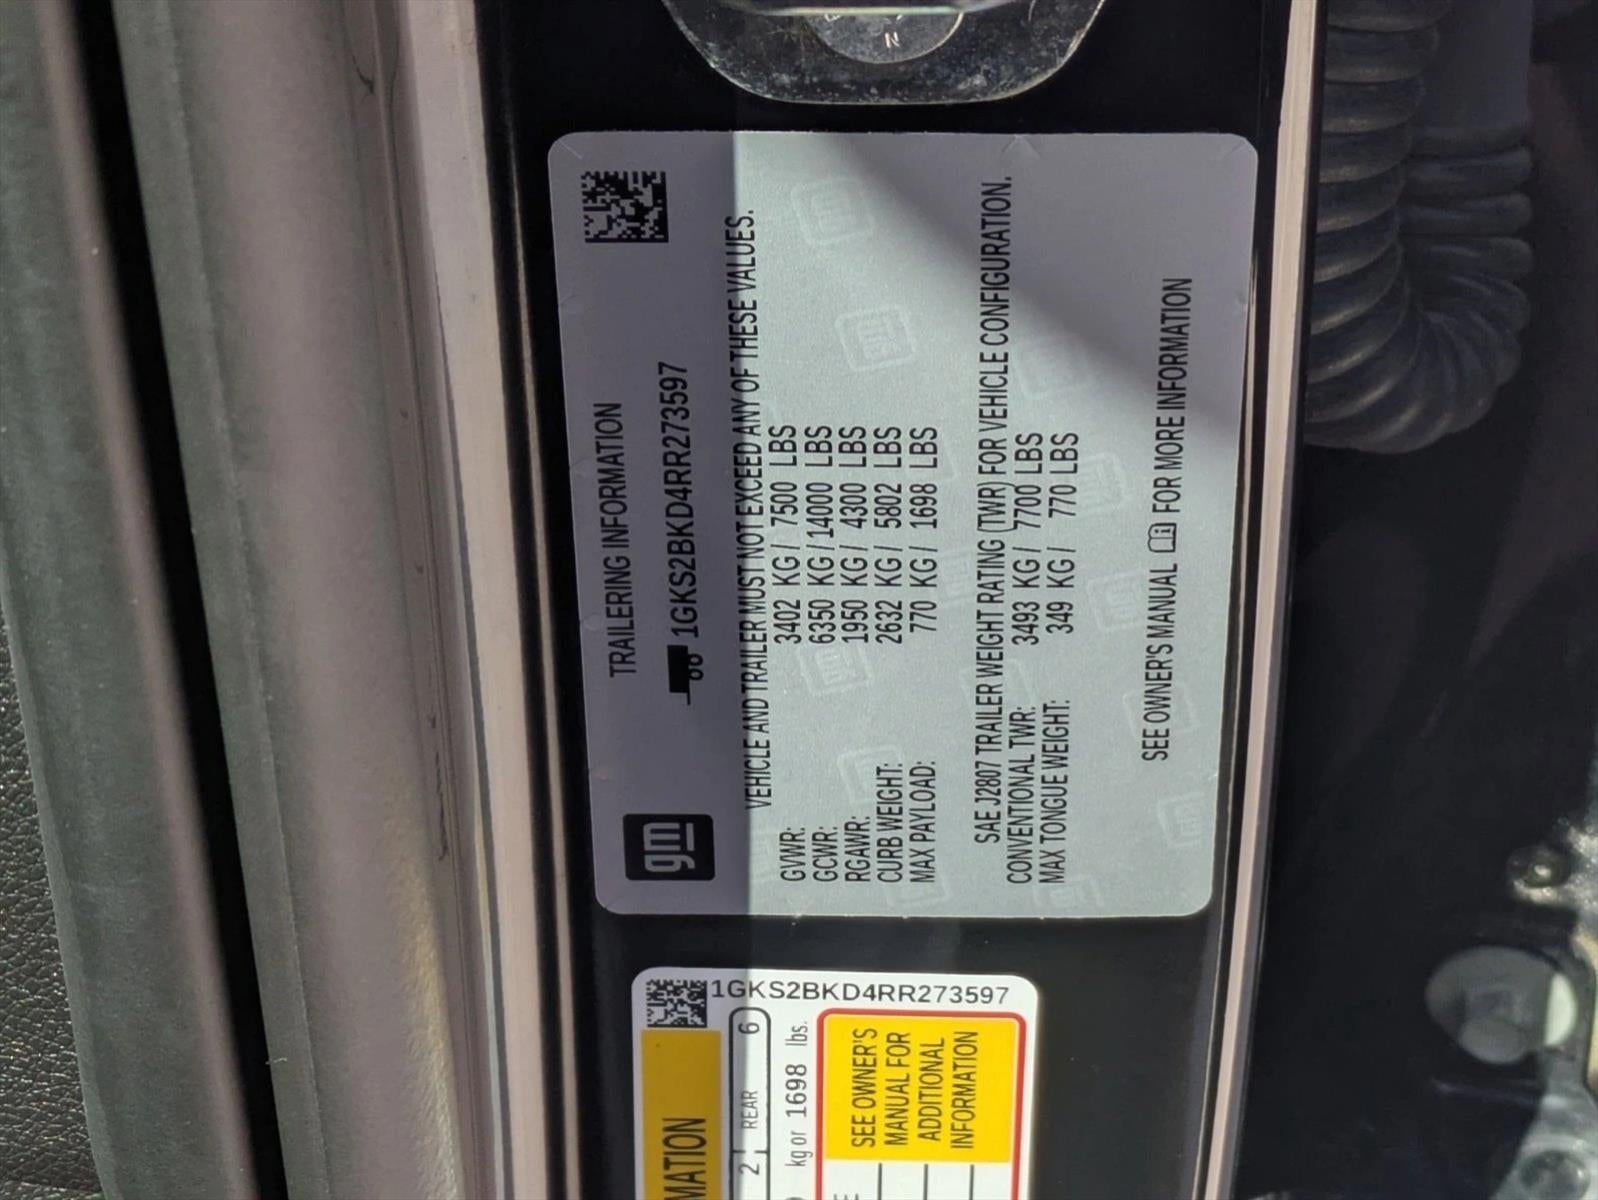 TRAILERING INFORMATION
gm
1GKS2BKD4RR273597
VEHICLE AND TRAILER MUST NOT EXCEED ANY OF THESE VALUES.
GVWR: 3402 KG / 7500 LBS
GCWR: 6350 KG / 14000 LBS
RGAWR: 1950 KG / 4300 LBS
CURB WEIGHT: 2632 KG / 5802 LBS
MAX PAYLOAD: 770 KG / 1698 LBS
SAE J2807 TRAILER WEIGHT RATING (TWR) FOR VEHICLE CONFIGURATION.
CONVENTIONAL TWR: 3493 KG / 7700 LBS
MAX TONGUE WEIGHT: 349 KG / 770 LBS
SEE OWNER'S MANUAL FOR MORE INFORMATION
1GKS2BKD4RR273597
MATION
2 REAR 6
kg or 1698 lbs.
SEE OWNER'S
MANUAL FOR
ADDITIONAL
INFORMATION